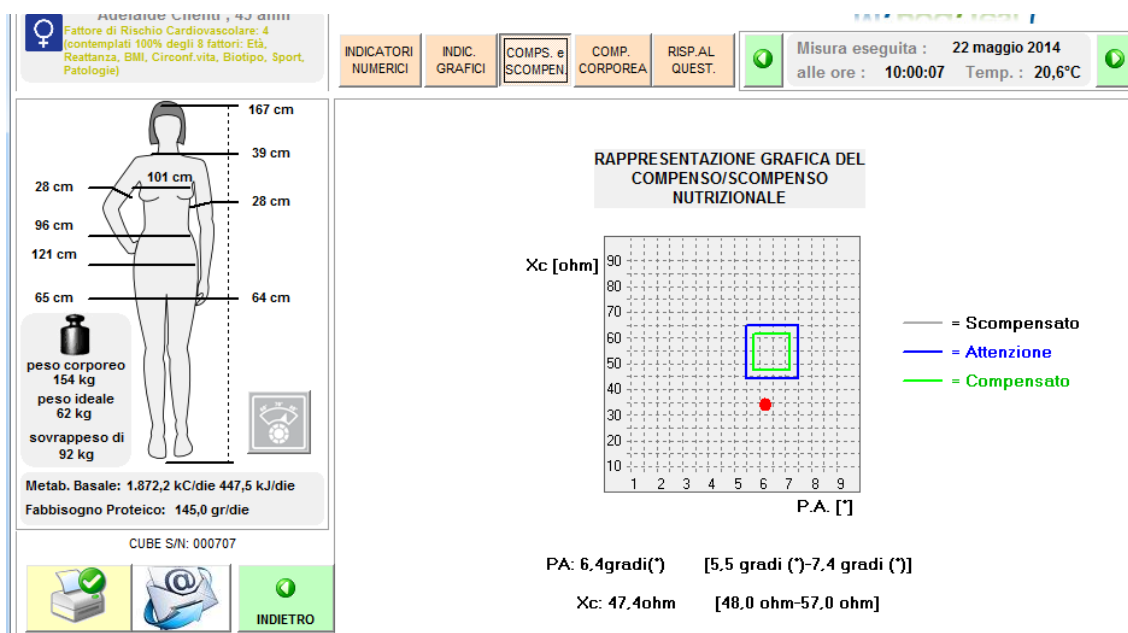 Adelaide Clienti , 45 anni
Fattore di Rischio Cardiovascolare: 4
(contemplati 100% degli 8 fattori: Età,
Reattanza, BMI, Circonf.vita, Biotipo, Sport,
Patologie)
INDICATORI
NUMERICI
INDIC.
GRAFICI
COMPS. e
SCOMPEN.
COMP.
CORPOREA
RISP.AL
QUEST.
Misura eseguita : 22 maggio 2014
alle ore : 10:00:07 Temp. : 20,6°C
167 cm
39 cm
101 cm
28 cm
28 cm
96 cm
121 cm
65 cm
64 cm
peso corporeo
154 kg
peso ideale
62 kg
sovrappeso di
92 kg
Metab. Basale: 1.872,2 kC/die 447,5 kJ/die
Fabbisogno Proteico: 145,0 gr/die
CUBE S/N: 000707
INDIETRO
RAPPRESENTAZIONE GRAFICA DEL
COMPENSO/SCOMPENSO
NUTRIZIONALE
Xc [ohm]
90
80
70
60
50
40
30
20
10
1 2 3 4 5 6 7 8 9
P.A. [°]
= Scompensato
= Attenzione
= Compensato
PA: 6,4gradi(°) [5,5 gradi (°)-7,4 gradi (°)]
Xc: 47,4ohm [48,0 ohm-57,0 ohm]